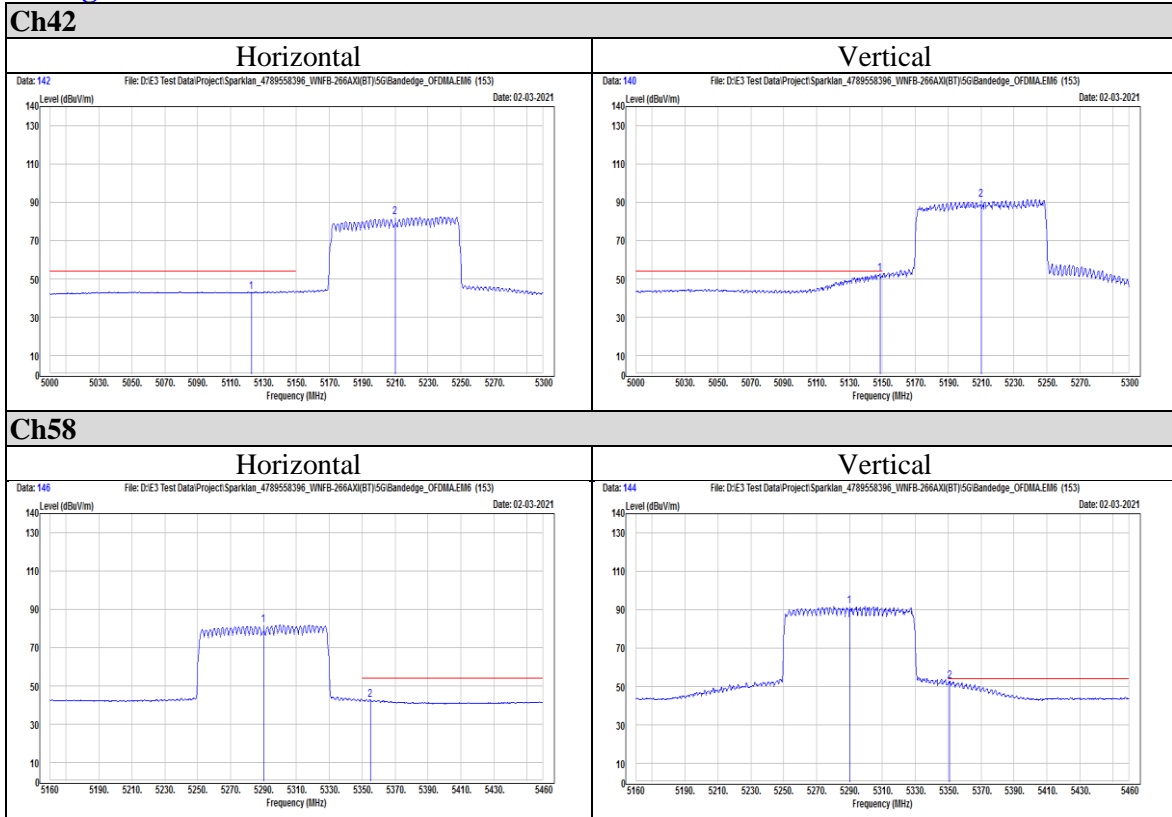 Ch42
Horizontal Vertical
Data: 142 File: D:\E3 Test Data\Project\Sparklan_4789558396_WNFB-266AXI(BT)\5G\Bandedge_OFDMA.EM6 (153)
Level (dBuV/m) Date: 02-03-2021
140
130
110
90
70
50
30
10
0
2
1
5000 5030. 5050. 5070. 5090. 5110. 5130. 5150. 5170. 5190. 5210. 5230. 5250. 5270. 5300
Frequency (MHz)
Data: 140 File: D:\E3 Test Data\Project\Sparklan_4789558396_WNFB-266AXI(BT)\5G\Bandedge_OFDMA.EM6 (153)
Level (dBuV/m) Date: 02-03-2021
140
130
110
90
70
50
30
10
0
2
1
5000 5030. 5050. 5070. 5090. 5110. 5130. 5150. 5170. 5190. 5210. 5230. 5250. 5270. 5300
Frequency (MHz)
Ch58
Horizontal Vertical
Data: 146 File: D:\E3 Test Data\Project\Sparklan_4789558396_WNFB-266AXI(BT)\5G\Bandedge_OFDMA.EM6 (153)
Level (dBuV/m) Date: 02-03-2021
140
130
110
90
70
50
30
10
0
1
2
5160 5190. 5210. 5230. 5250. 5270. 5290. 5310. 5330. 5350. 5370. 5390. 5410. 5430. 5460
Frequency (MHz)
Data: 144 File: D:\E3 Test Data\Project\Sparklan_4789558396_WNFB-266AXI(BT)\5G\Bandedge_OFDMA.EM6 (153)
Level (dBuV/m) Date: 02-03-2021
140
130
110
90
70
50
30
10
0
1
2
5160 5190. 5210. 5230. 5250. 5270. 5290. 5310. 5330. 5350. 5370. 5390. 5410. 5430. 5460
Frequency (MHz)